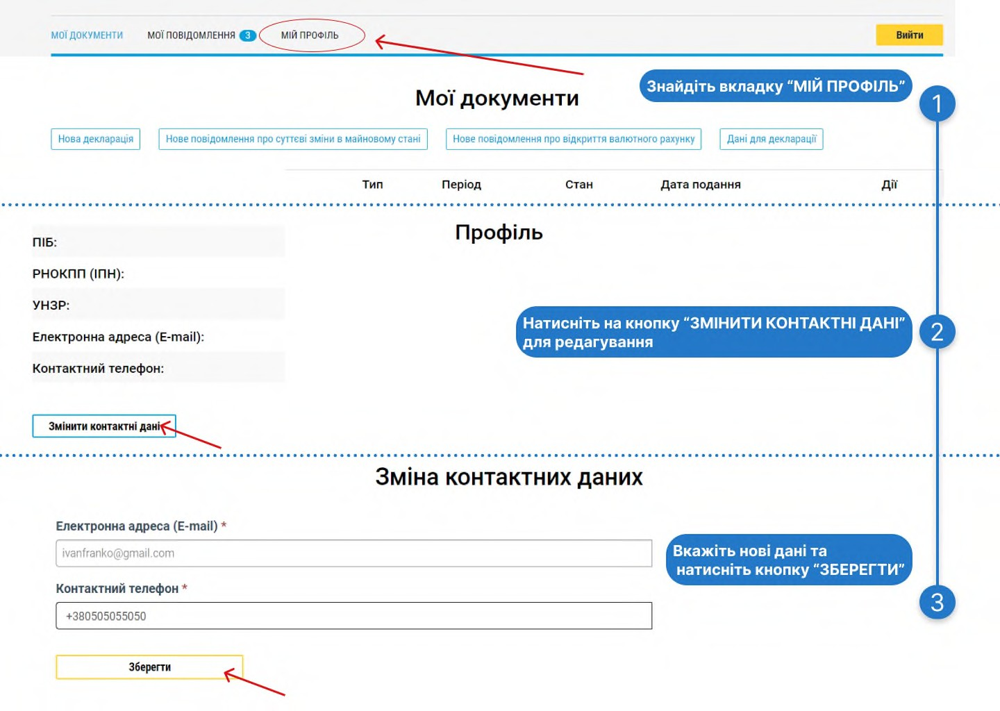 МОЇ ДОКУМЕНТИ МОЇ ПОВІДОМЛЕННЯ 3 МІЙ ПРОФІЛЬ Вийти
Знайдіть вкладку “МІЙ ПРОФІЛЬ”
1
Мої документи
Нова декларація Нове повідомлення про суттєві зміни в майновому стані Нове повідомлення про відкриття валютного рахунку Дані для декларації
Тип Період Стан Дата подання Дії
Профіль
ПІБ:
РНОКПП (ІПН):
УНЗР:
Електронна адреса (E-mail):
Контактний телефон:
Натисніть на кнопку “ЗМІНИТИ КОНТАКТНІ ДАНІ”
для редагування
2
Змінити контактні дані
Зміна контактних даних
Електронна адреса (E-mail) *
ivanfranko@gmail.com
Контактний телефон *
+380505055050
Вкажіть нові дані та
натисніть кнопку “ЗБЕРЕГТИ”
3
Зберегти